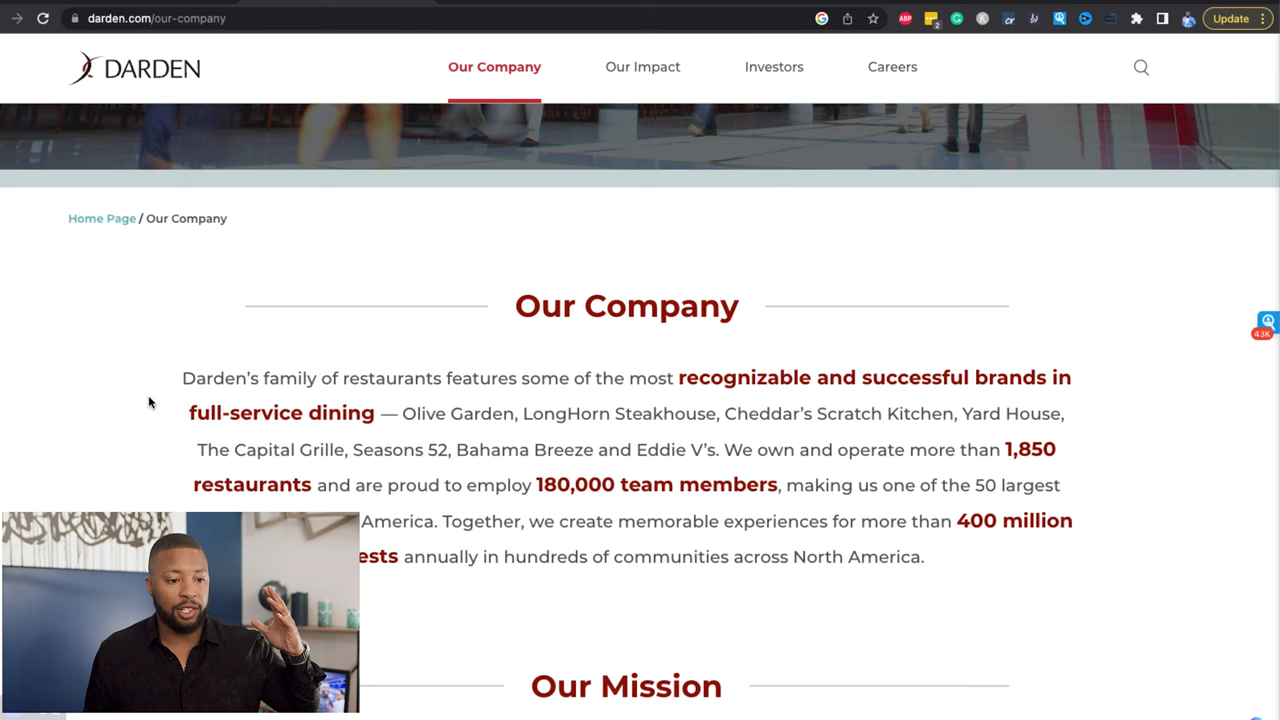 darden.com/our-company
ABP
2
cr
Update
DARDEN
Our Company
Our Impact
Investors
Careers
Home Page / Our Company
43K
Our Company
Darden’s family of restaurants features some of the most recognizable and successful brands in
full-service dining — Olive Garden, LongHorn Steakhouse, Cheddar’s Scratch Kitchen, Yard House,
The Capital Grille, Seasons 52, Bahama Breeze and Eddie V’s. We own and operate more than 1,850
restaurants and are proud to employ 180,000 team members, making us one of the 50 largest
America. Together, we create memorable experiences for more than 400 million
ests annually in hundreds of communities across North America.
Our Mission